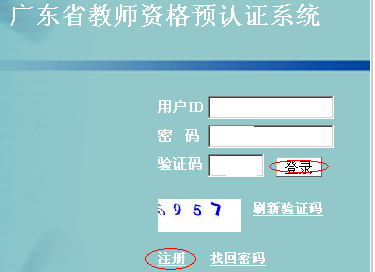 广东省教师资格预认证系统
用户ID
密 码
验证码 登录
5957 刷新验证码
注册 找回密码